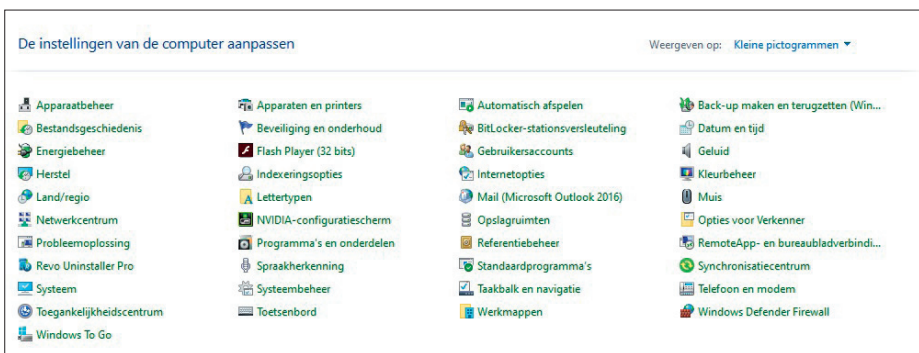 De instellingen van de computer aanpassen
Weergeven op: Kleine pictogrammen
Apparaatbeheer
Apparaten en printers
Automatisch afspelen
Back-up maken en terugzetten (Win...
Bestandsgeschiedenis
Beveiliging en onderhoud
BitLocker-stationsversleuteling
Datum en tijd
Energiebeheer
Flash Player (32 bits)
Gebruikersaccounts
Geluid
Herstel
Indexeringsopties
Internetopties
Kleurbeheer
Land/regio
Lettertypen
Mail (Microsoft Outlook 2016)
Muis
Netwerkcentrum
NVIDIA-configuratiescherm
Opslagruimten
Opties voor Verkenner
Probleemoplossing
Programma's en onderdelen
Referentiebeheer
RemoteApp- en bureaubladverbindi...
Revo Uninstaller Pro
Spraakherkenning
Standaardprogramma's
Synchronisatiecentrum
Systeem
Systeembeheer
Taakbalk en navigatie
Telefoon en modem
Toegankelijkheidscentrum
Toetsenbord
Werkmappen
Windows Defender Firewall
Windows To Go